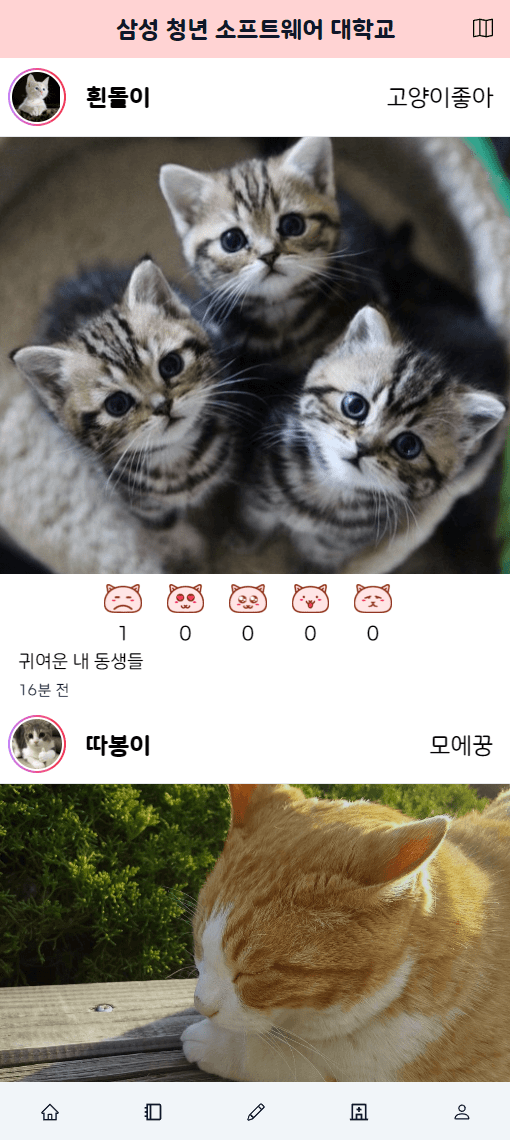 삼성 청년 소프트웨어 대학교
흰돌이 고양이좋아
1 0 0 0 0
귀여운 내 동생들
16분 전
따봉이 모에꿍